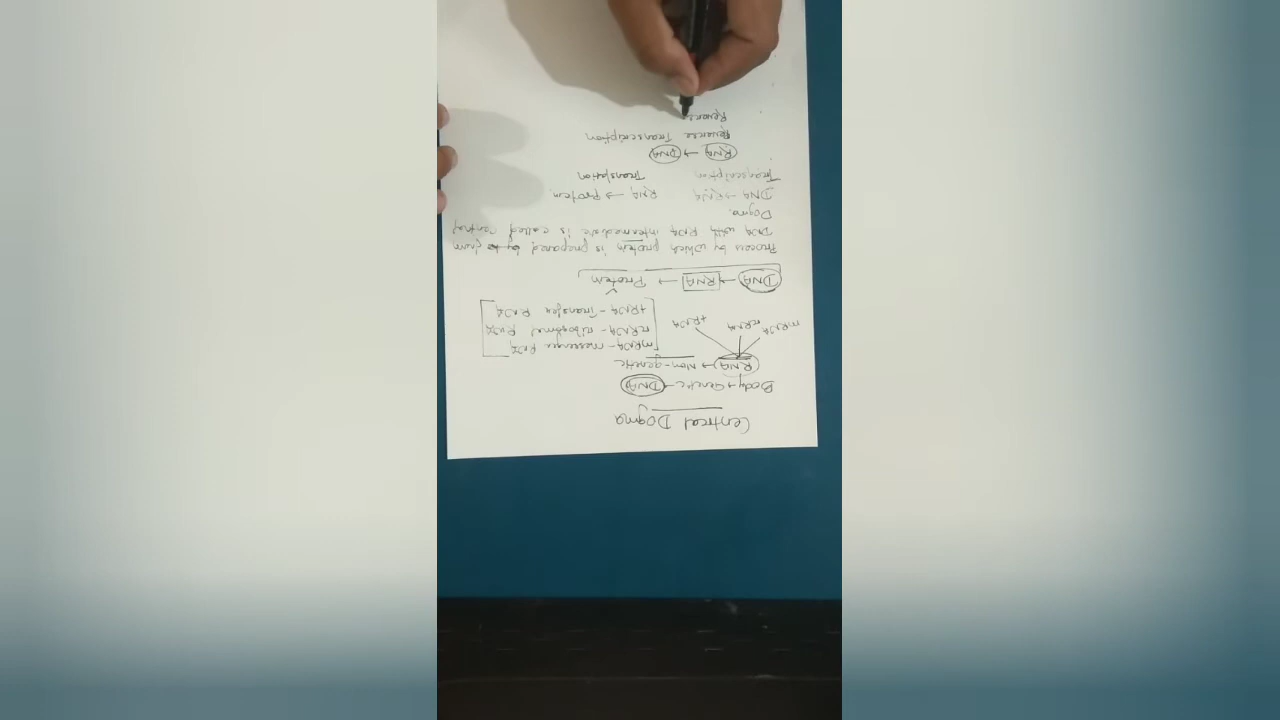 Central Dogma
Body → Genetic → DNA
RNA → Non-genetic
mRNA rRNA tRNA
mRNA - messenger RNA
rRNA - ribosomal RNA
tRNA - Transfer RNA
DNA → RNA → Protein
Process by which protein is prepared by from
DNA with RNA intermediate is called Central
Dogma.
DNA → RNA RNA → Protein.
Transcription Translation
RNA → DNA
Reverse Transcription
Reverse